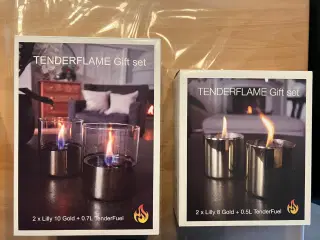 TENDERFLAME Gift set
2 x Lilly 10 Gold + 0.7L TenderFuel
TENDERFLAME Gift set
2 x Lilly 8 Gold + 0.5L TenderFuel